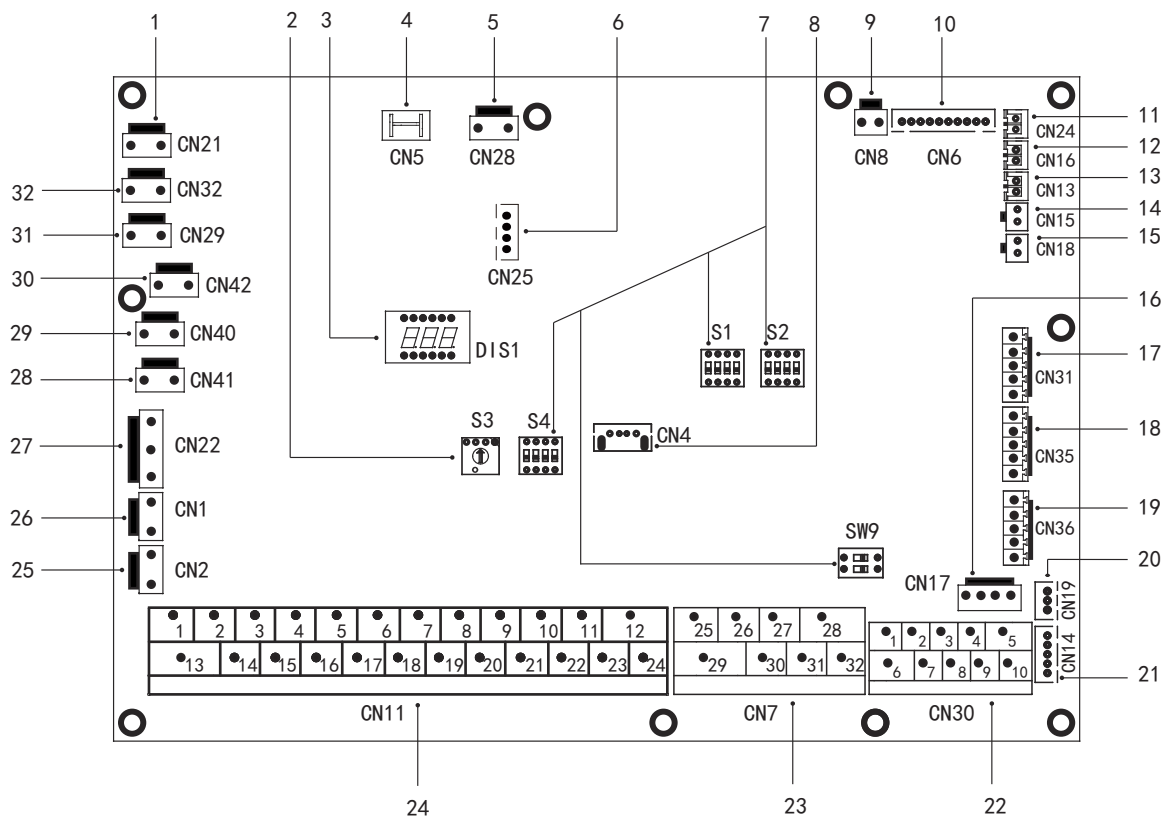 1 2 3 4 5 6 7 8 9 10
11
CN24
12
CN16
CN21
CN5
CN28
CN8
CN6
13
CN13
32
CN32
14
CN15
31
CN29
15
CN18
CN25
30
CN42
16
29
CN40
3
DIS1
S1 S2
17
CN31
28
CN41
S3 S4
CN4
18
CN35
27
CN22
2
8
26
CN1
19
CN36
SW9
25
CN2
CN17
20
CN19
1 2 3 4 5 6 7 8 9 10 11 12
25 26 27 28
1 2 3 4 5
CN14
13 14 15 16 17 18 19 20 21 22 23 24
29 30 31 32
6 7 8 9 10
21
CN11
CN7
CN30
24
23
22